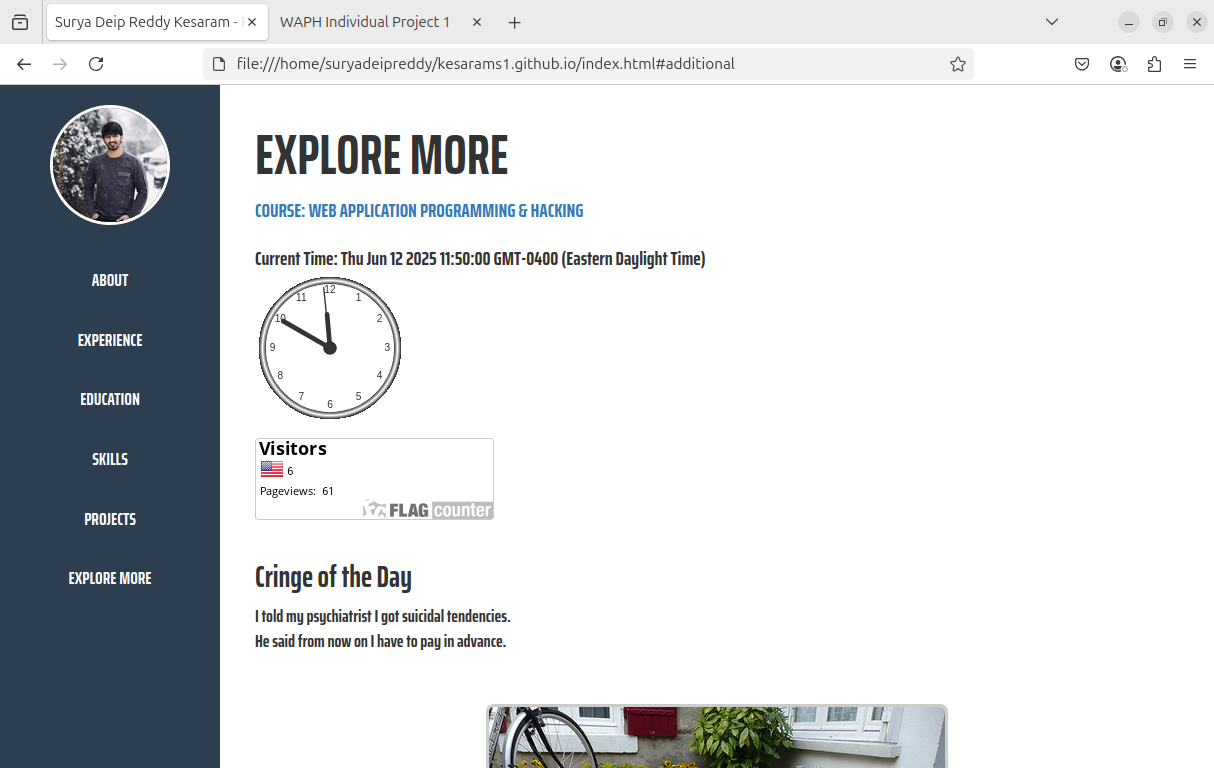 Surya Deip Reddy Kesaram -
WAPH Individual Project 1
file:///home/suryadeipreddy/kesarams1.github.io/index.html#additional
ABOUT
EXPERIENCE
EDUCATION
SKILLS
PROJECTS
EXPLORE MORE
EXPLORE MORE
COURSE: WEB APPLICATION PROGRAMMING & HACKING
Current Time: Thu Jun 12 2025 11:50:00 GMT-0400 (Eastern Daylight Time)
12
11 1
10 2
9 3
8 4
7 5
6
Visitors
6
Pageviews: 61
FLAG counter
Cringe of the Day
I told my psychiatrist I got suicidal tendencies.
He said from now on I have to pay in advance.